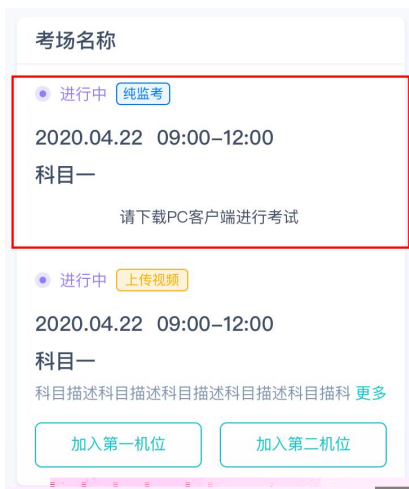 考场名称
进行中 纯监考
2020.04.22 09:00-12:00
科目一
请下载PC客户端进行考试
进行中 上传视频
2020.04.22 09:00-12:00
科目一
科目描述科目描述科目描述科目描述科目描科 更多
加入第一机位 加入第二机位